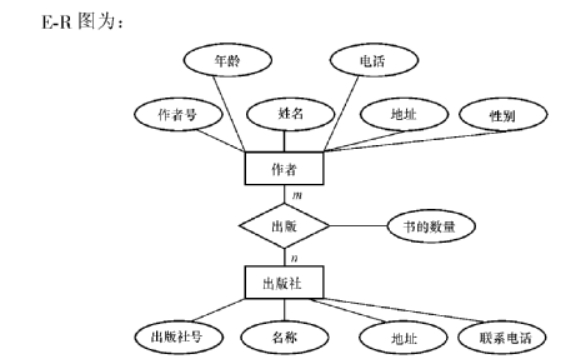 E-R 图为：
年龄 电话
作者号 姓名 地址 性别
作者
m
出版 书的数量
n
出版社
出版社号 名称 地址 联系电话